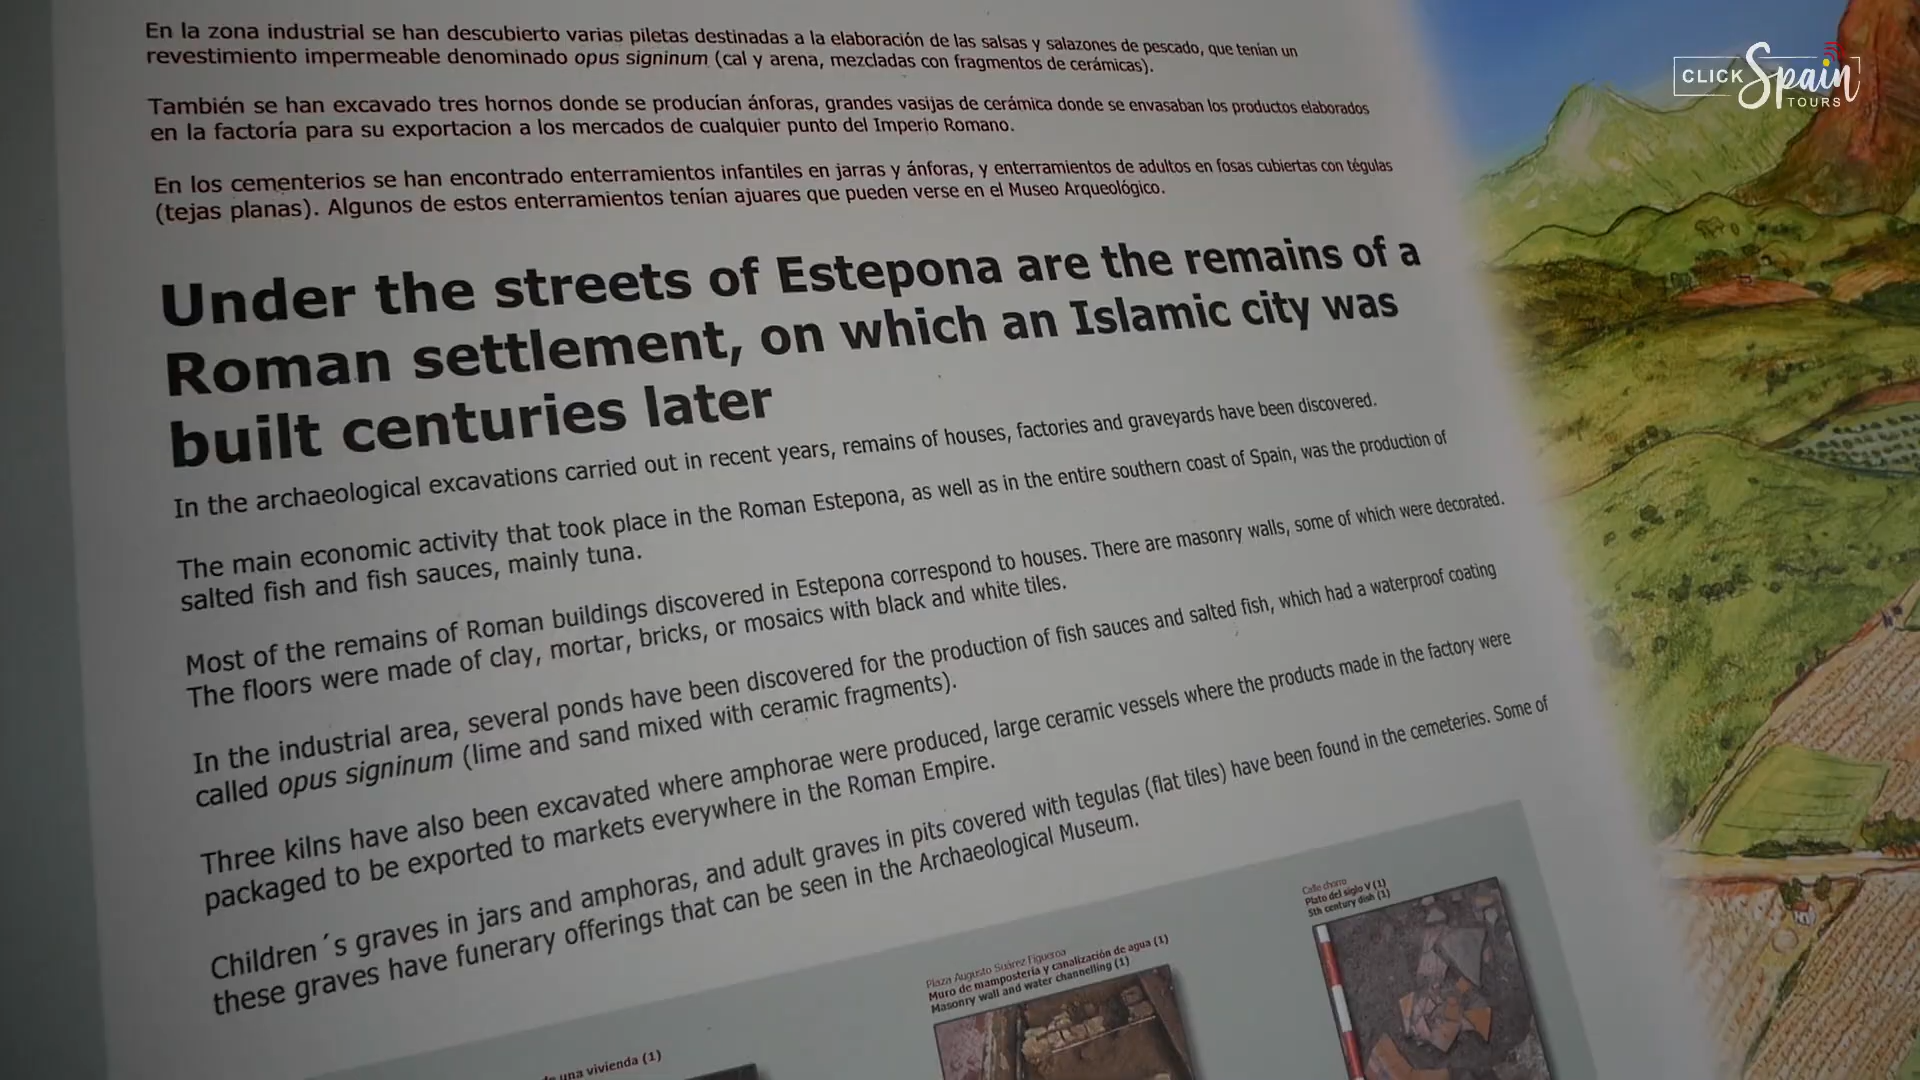 En la zona industrial se han descubierto varias piletas destinadas a la elaboración de las salsas y salazones de pescado, que tenían un
revestimiento impermeable denominado opus signinum (cal y arena, mezcladas con fragmentos de cerámicas).
También se han excavado tres hornos donde se producían ánforas, grandes vasijas de cerámica donde se envasaban los productos elaborados
en la factoría para su exportacion a los mercados de cualquier punto del Imperio Romano.
En los cementerios se han encontrado enterramientos infantiles en jarras y ánforas, y enterramientos de adultos en fosas cubiertas con tégulas
(tejas planas). Algunos de estos enterramientos tenían ajuares que pueden verse en el Museo Arqueológico.
Under the streets of Estepona are the remains of a
Roman settlement, on which an Islamic city was
built centuries later
In the archaeological excavations carried out in recent years, remains of houses, factories and graveyards have been discovered.
The main economic activity that took place in the Roman Estepona, as well as in the entire southern coast of Spain, was the production of
salted fish and fish sauces, mainly tuna.
Most of the remains of Roman buildings discovered in Estepona correspond to houses. There are masonry walls, some of which were decorated.
The floors were made of clay, mortar, bricks, or mosaics with black and white tiles.
In the industrial area, several ponds have been discovered for the production of fish sauces and salted fish, which had a waterproof coating
called opus signinum (lime and sand mixed with ceramic fragments).
Three kilns have also been excavated where amphorae were produced, large ceramic vessels where the products made in the factory were
packaged to be exported to markets everywhere in the Roman Empire.
Children´s graves in jars and amphoras, and adult graves in pits covered with tegulas (flat tiles) have been found in the cemeteries. Some of
these graves have funerary offerings that can be seen in the Archaeological Museum.
Calle chorro
Plato del siglo V (1)
5th century dish (1)
Plaza Augusto Suárez Figueroa
Muro de mampostería y canalización de agua (1)
Masonry wall and water channelling (1)
una vivienda (1)
CLICK Spain TOURS